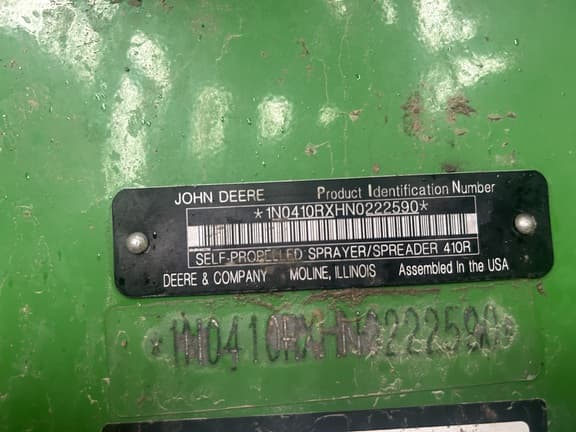 JOHN DEERE Product Identification Number
*1N0410RXHN0222590*
SELF-PROPELLED SPRAYER/SPREADER 410R
DEERE & COMPANY MOLINE, ILLINOIS Assembled in the USA
*1N0410RXHN0222590*